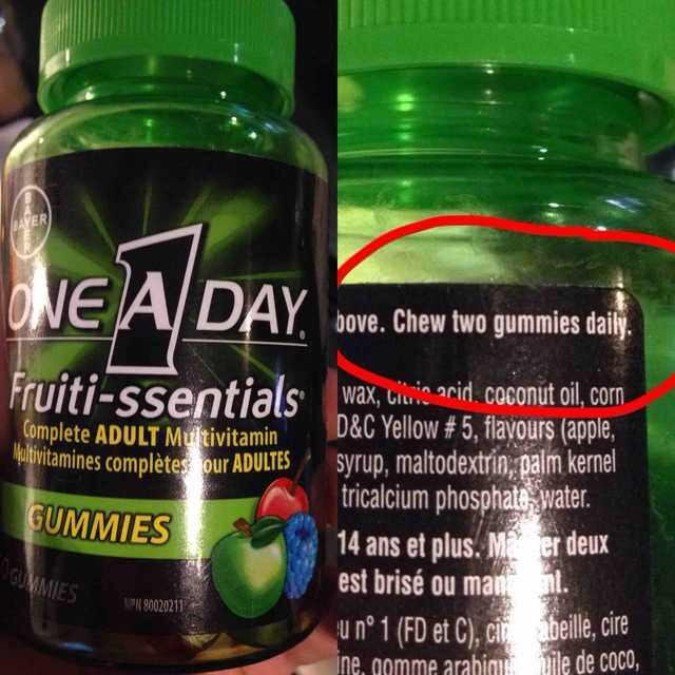 BAYER
ONE A DAY®
1
Fruiti-ssentials®
Complete ADULT Multivitamin
Multivitamines complètes pour ADULTES
GUMMIES
GUMMIES
NPN 80020211
bove. Chew two gummies daily.
wax, citric acid, coconut oil, corn
D&C Yellow # 5, flavours (apple,
syrup, maltodextrin, palm kernel
tricalcium phosphate, water.
14 ans et plus. Mâcher deux
est brisé ou manquant.
u n° 1 (FD et C), cire d'abeille, cire
ine, gomme arabique, huile de coco,